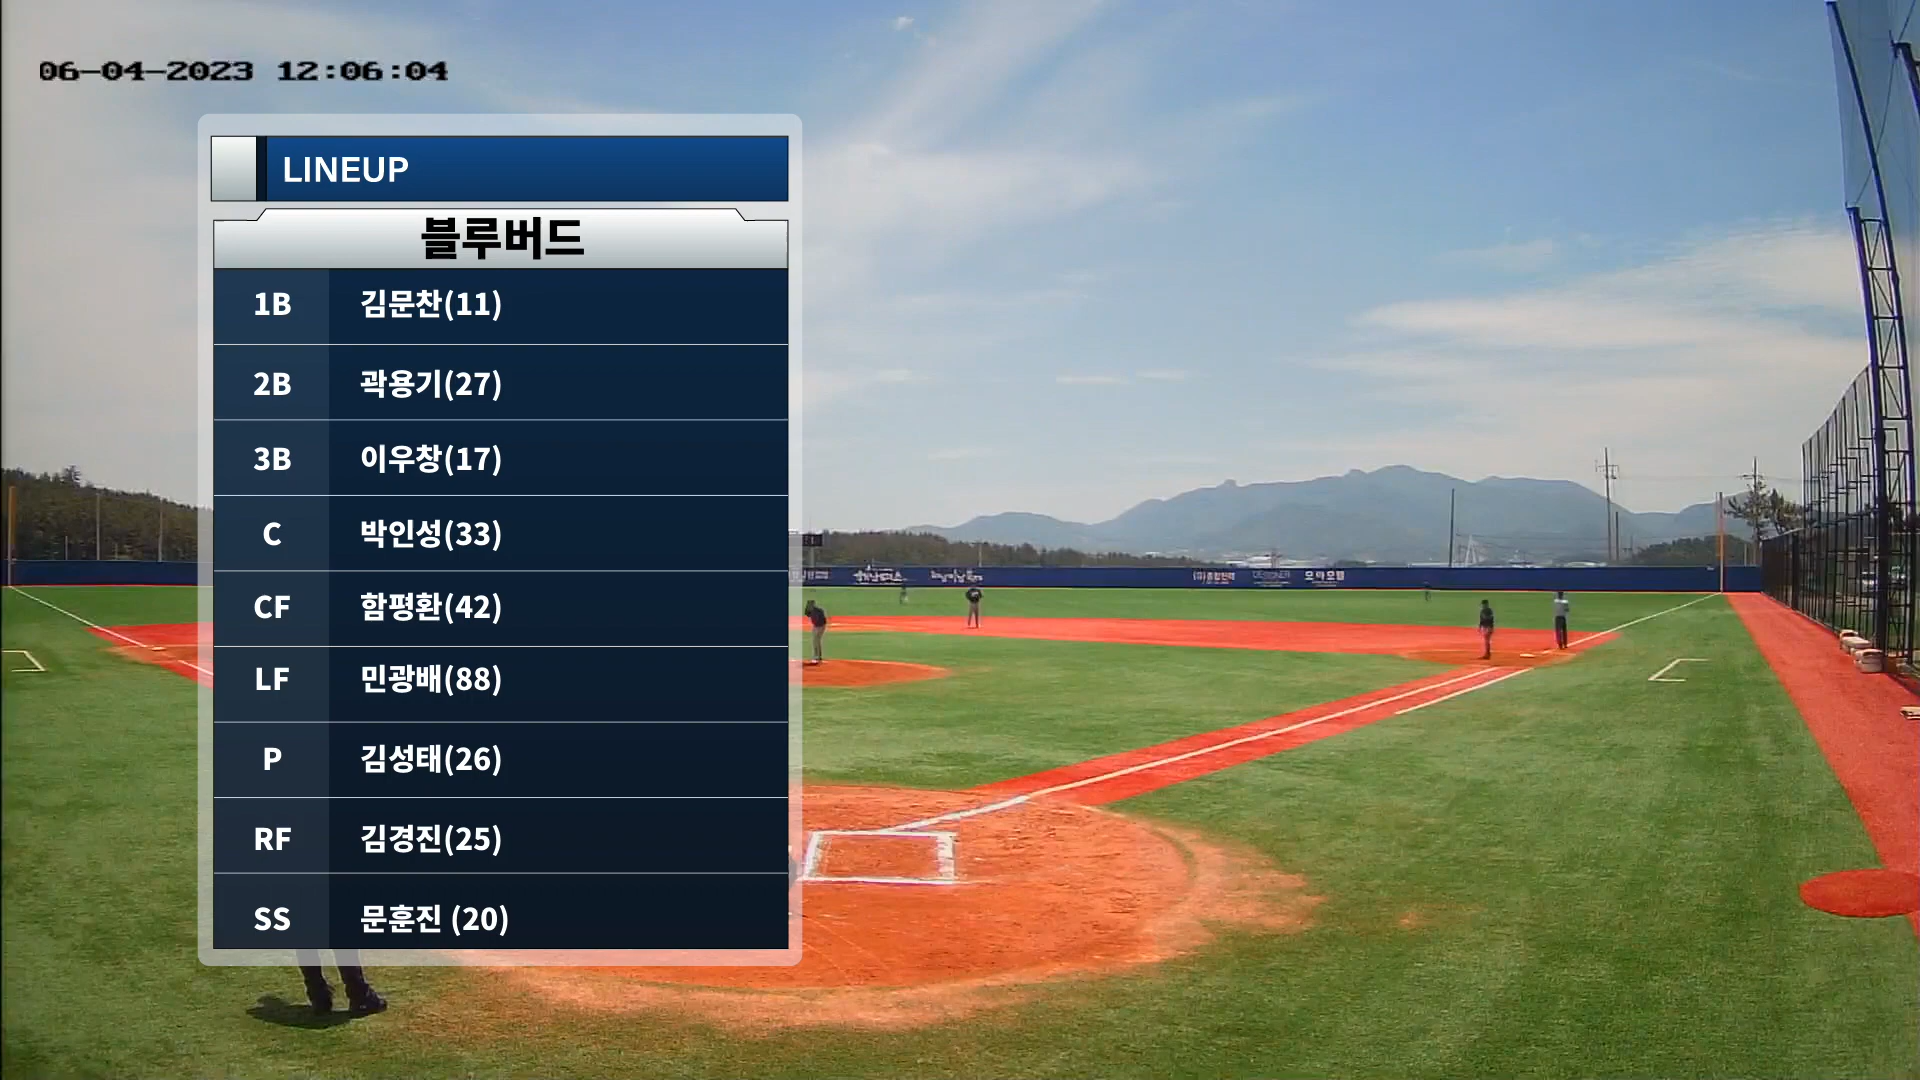 06-04-2023 12:06:04
LINEUP
블루버드
1B 김문찬(11)
2B 곽용기(27)
3B 이우창(17)
C 박인성(33)
CF 함평환(42)
LF 민광배(88)
P 김성태(26)
RF 김경진(25)
SS 문훈진 (20)
DESIGNER